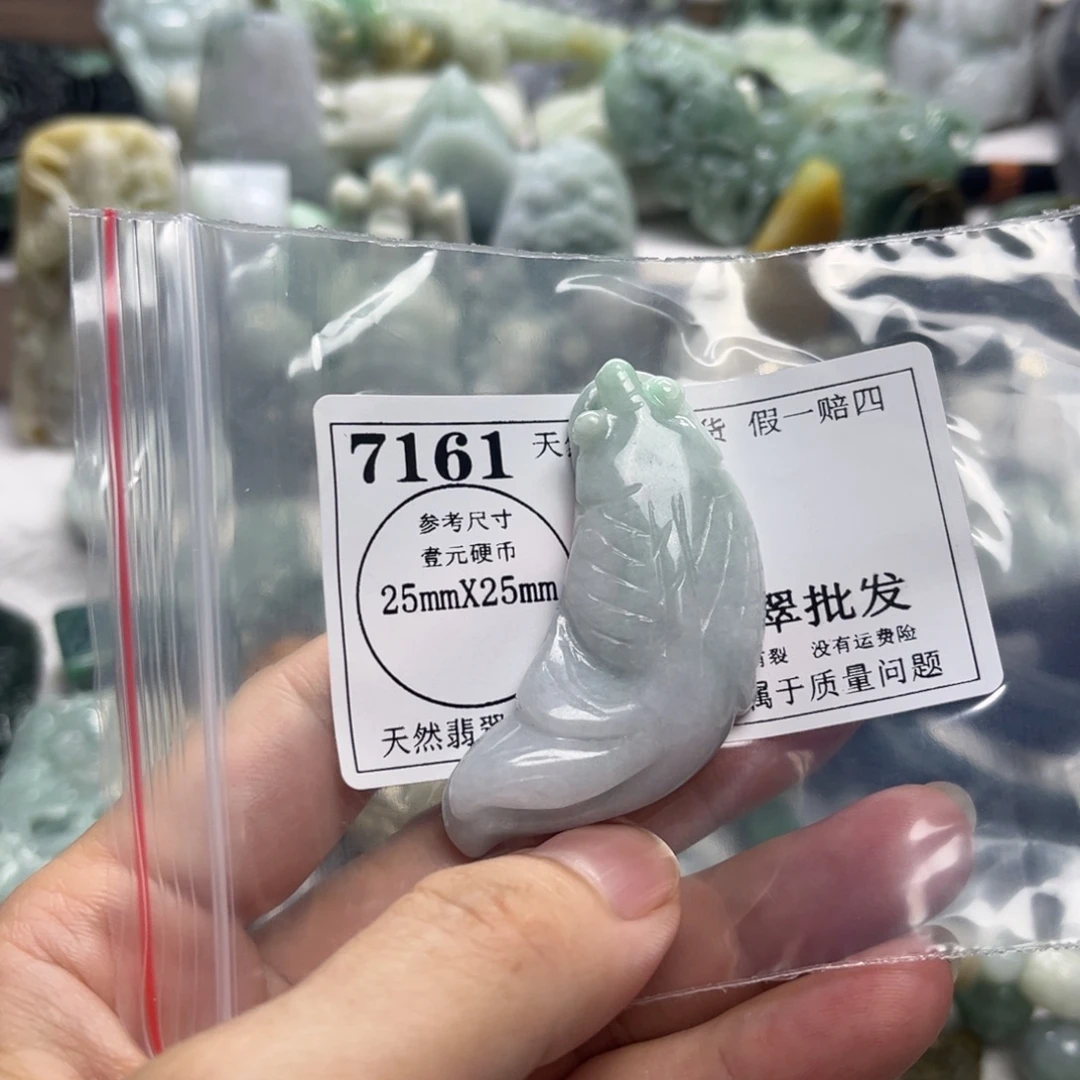 7161
天 货 假一赔四
参考尺寸
壹元硬币
25mmX25mm
翠批发
裂 没有运费险
属于质量问题
天然翡翠